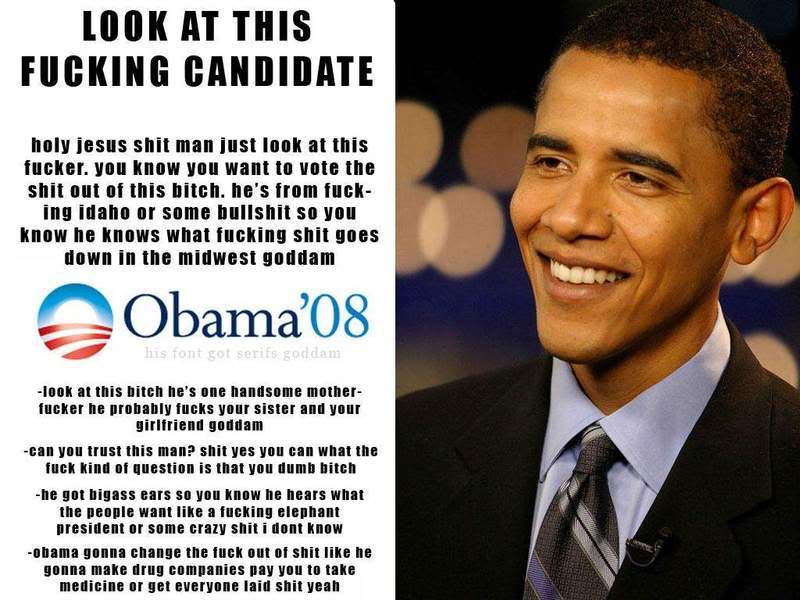 LOOK AT THIS
FUCKING CANDIDATE
holy jesus shit man just look at this
fucker. you know you want to vote the
shit out of this bitch. he's from fuck-
ing idaho or some bullshit so you
know he knows what fucking shit goes
down in the midwest goddam
Obama'08
his font got serifs goddam
-look at this bitch he's one handsome mother-
fucker he probably fucks your sister and your
girlfriend goddam
-can you trust this man? shit yes you can what the
fuck kind of question is that you dumb bitch
-he got bigass ears so you know he hears what
the people want like a fucking elephant
president or some crazy shit i dont know
-obama gonna change the fuck out of shit like he
gonna make drug companies pay you to take
medicine or get everyone laid shit yeah